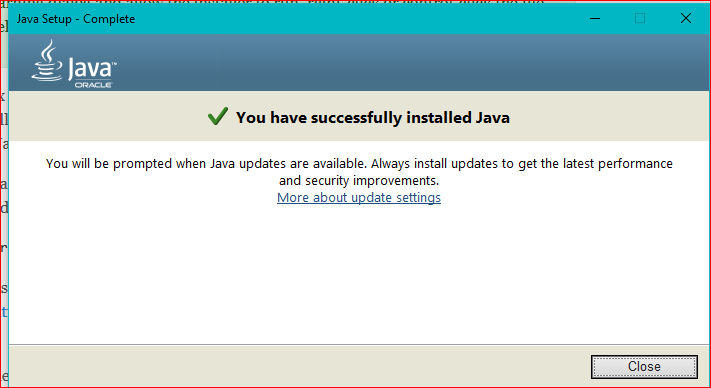 Java Setup - Complete
Java™
ORACLE
You have successfully installed Java
You will be prompted when Java updates are available. Always install updates to get the latest performance
and security improvements.
More about update settings
Close